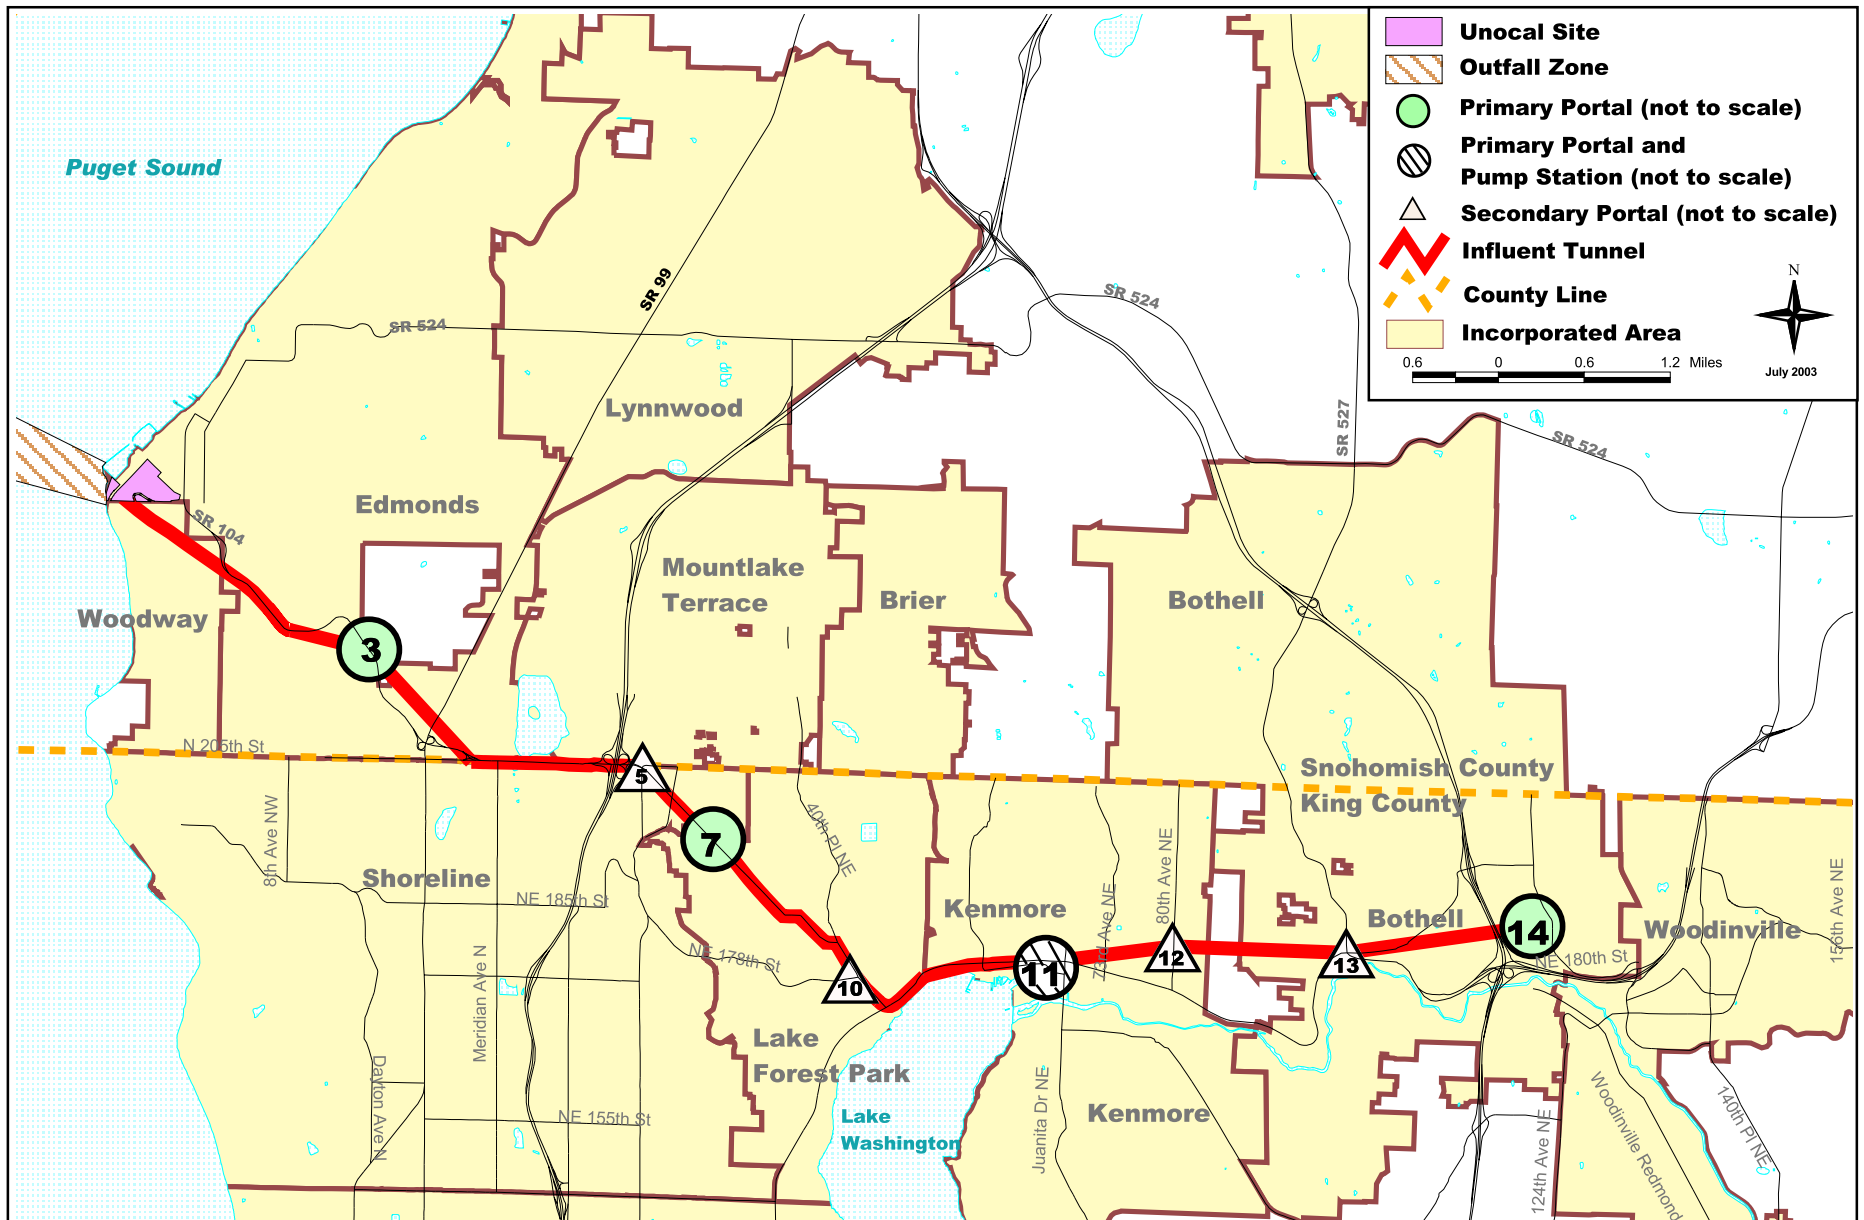 Unocal Site
Outfall Zone
Primary Portal (not to scale)
Primary Portal and
Pump Station (not to scale)
Secondary Portal (not to scale)
Influent Tunnel
County Line
Incorporated Area
0.6 0 0.6 1.2 Miles
N
July 2003
Puget Sound
SR 99
SR 524
SR 524
SR 527
SR 524
Lynnwood
Edmonds
SR 104
Mountlake
Terrace
Brier
Bothell
Woodway
3
N 205th St
5
Snohomish County
King County
8th Ave NW
7
40th Pl NE
Shoreline
NE 185th St
Kenmore
73rd Ave NE
80th Ave NE
Bothell
14
Woodinville
155th Ave NE
NE 178th St
10
11
12
13
NE 180th St
Meridian Ave N
Lake
Forest Park
Dayton Ave N
NE 155th St
Lake
Washington
Juanita Dr NE
Kenmore
124th Ave NE
Woodinville Redmond
140th Pl NE